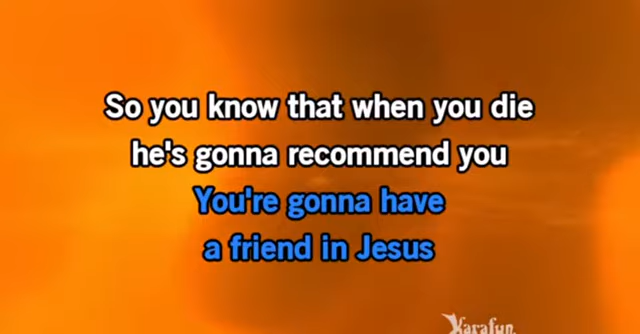 So you know that when you die
he's gonna recommend you
You're gonna have
a friend in Jesus
Karafun.